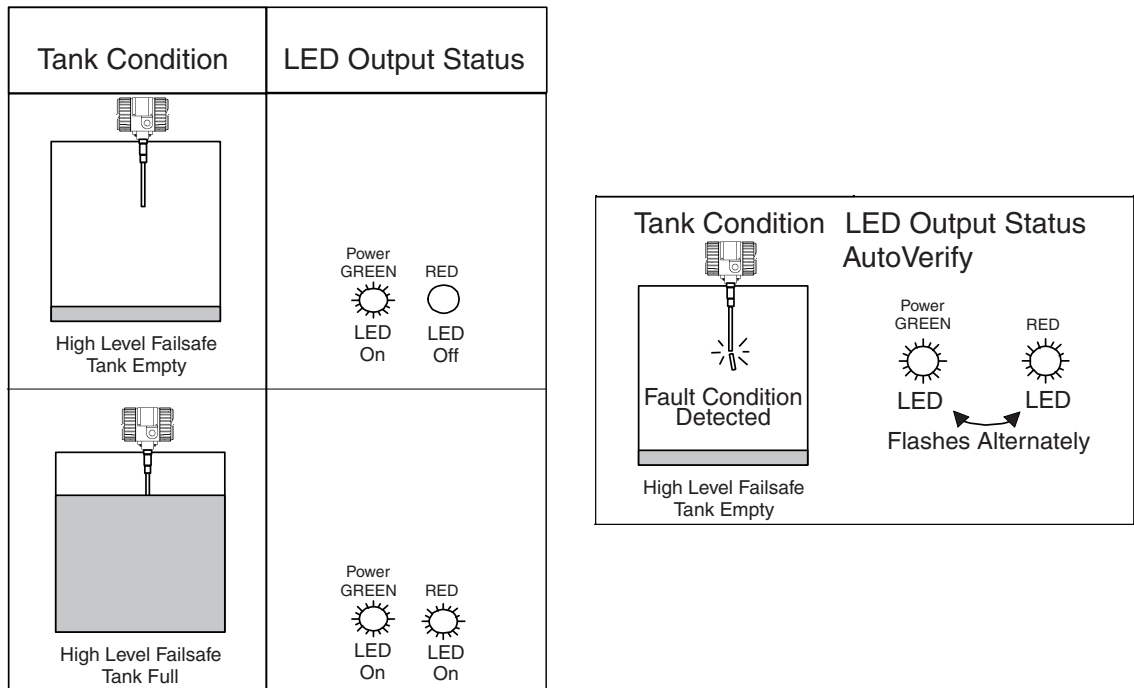 Tank Condition
LED Output Status
High Level Failsafe
Tank Empty
Power
GREEN
RED
LED
On
LED
Off
High Level Failsafe
Tank Full
Power
GREEN
RED
LED
On
LED
On
Tank Condition
LED Output Status
AutoVerify
Fault Condition
Detected
High Level Failsafe
Tank Empty
Power
GREEN
RED
LED
LED
Flashes Alternately